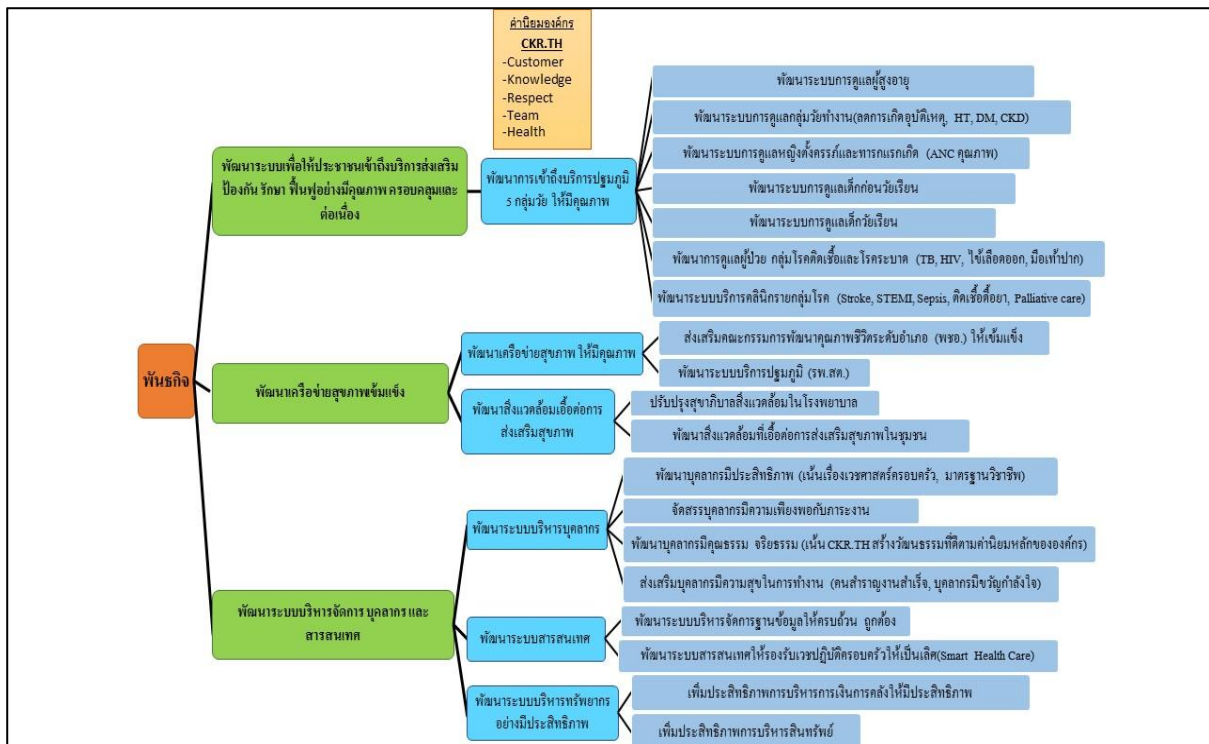 ค่านิยมองค์กร
CKR.TH
-Customer
-Knowledge
-Respect
-Team
-Health
พันธกิจ
พัฒนาระบบเพื่อให้ประชาชนเข้าถึงบริการส่งเสริม
ป้องกัน รักษา ฟื้นฟูอย่างมีคุณภาพ ครอบคลุมและ
ต่อเนื่อง
พัฒนาการเข้าถึงบริการปฐมภูมิ
5 กลุ่มวัย ให้มีคุณภาพ
พัฒนาระบบการดูแลผู้สูงอายุ
พัฒนาระบบการดูแลกลุ่มวัยทำงาน(ลดการเกิดอุบัติเหตุ, HT, DM, CKD)
พัฒนาระบบการดูแลหญิงตั้งครรภ์และทารกแรกเกิด (ANC คุณภาพ)
พัฒนาระบบการดูแลเด็กก่อนวัยเรียน
พัฒนาระบบการดูแลเด็กวัยเรียน
พัฒนาการดูแลผู้ป่วย กลุ่มโรคติดเชื้อและโรคระบาด (TB, HIV, ไข้เลือดออก, มือเท้าปาก)
พัฒนาระบบบริการคลินิกรายกลุ่มโรค (Stroke, STEMI, Sepsis, ติดเชื้อดื้อยา, Palliative care)
พัฒนาเครือข่ายสุขภาพเข้มแข็ง
พัฒนาเครือข่ายสุขภาพ ให้มีคุณภาพ
ส่งเสริมคณะกรรมการพัฒนาคุณภาพชีวิตระดับอำเภอ (พชอ.) ให้เข้มแข็ง
พัฒนาระบบบริการปฐมภูมิ (รพ.สต.)
พัฒนาสิ่งแวดล้อมเอื้อต่อการ
ส่งเสริมสุขภาพ
ปรับปรุงสุขาภิบาลสิ่งแวดล้อมในโรงพยาบาล
พัฒนาสิ่งแวดล้อมที่เอื้อต่อการส่งเสริมสุขภาพในชุมชน
พัฒนาระบบบริหารจัดการ บุคลากร และ
สารสนเทศ
พัฒนาระบบบริหารบุคลากร
พัฒนาบุคลากรมีประสิทธิภาพ (เน้นเรื่องเวชศาสตร์ครอบครัว, มาตรฐานวิชาชีพ)
จัดสรรบุคลากรมีความเพียงพอกับภาระงาน
พัฒนาบุคลากรมีคุณธรรม จริยธรรม (เน้น CKR.TH สร้างวัฒนธรรมที่ดีตามค่านิยมหลักขององค์กร)
ส่งเสริมบุคลากรมีความสุขในการทำงาน (คนสำราญงานสำเร็จ, บุคลากรมีขวัญกำลังใจ)
พัฒนาระบบสารสนเทศ
พัฒนาระบบบริหารจัดการฐานข้อมูลให้ครบถ้วน ถูกต้อง
พัฒนาระบบสารสนเทศให้รองรับเวชปฏิบัติครอบครัวให้เป็นเลิศ(Smart Health Care)
พัฒนาระบบบริหารทรัพยากร
อย่างมีประสิทธิภาพ
เพิ่มประสิทธิภาพการบริหารการเงินการคลังให้มีประสิทธิภาพ
เพิ่มประสิทธิภาพการบริหารสินทรัพย์